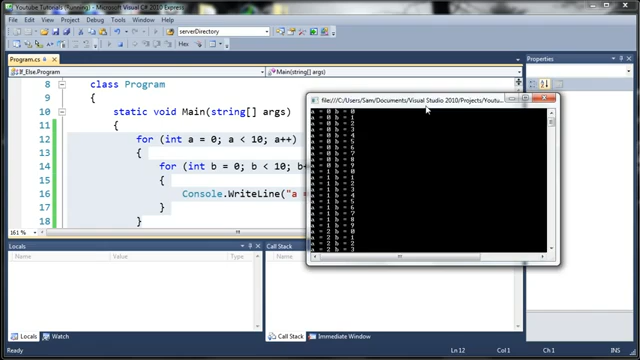 Youtube Tutorials - Microsoft Visual C# 2010 Express
File Edit View Project Debug Data Tools Window Help
serverDirectory
Program.cs
Properties
If_Else.Program
Main(string[] args)
8 class Program
9 {
10 static void Main(string[] args)
11 {
12 for (int a = 0; a < 10; a++)
13 {
14 for (int b = 0; b < 10;
15 {
16 Console.WriteLine("a =
17
18 }
161 %
file:///C:/Users/Sam/Documents/Visual Studio 2010/Projects/Youtu...
a = 0 b = 0
a = 0 b = 1
a = 0 b = 2
a = 0 b = 3
a = 0 b = 4
a = 0 b = 5
a = 0 b = 6
a = 0 b = 7
a = 0 b = 8
a = 0 b = 9
a = 1 b = 0
a = 1 b = 1
a = 1 b = 2
a = 1 b = 3
a = 1 b = 4
a = 1 b = 5
a = 1 b = 6
a = 1 b = 7
a = 1 b = 8
a = 1 b = 9
a = 2 b = 0
a = 2 b = 1
a = 2 b = 2
a = 2 b = 3
Locals
Name Value
Call Stack
Name
Locals Watch
Call Stack Immediate Window
Ready
Ln 12 Col 1 Ch 1 INS